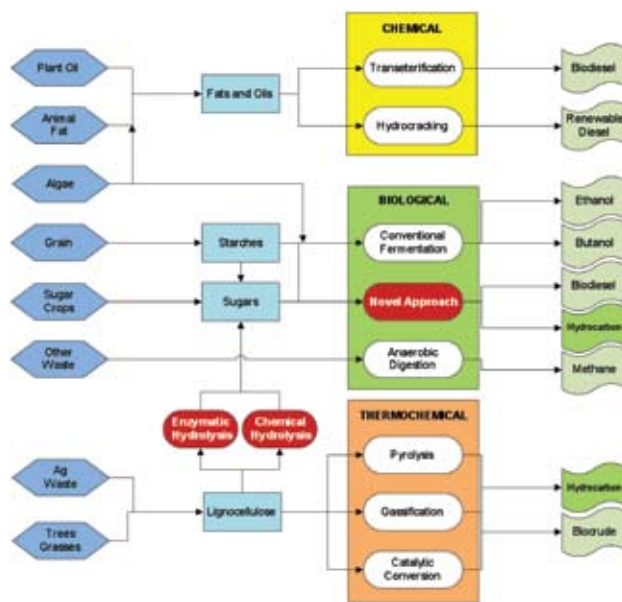 CHEMICAL
Plant Oil
Transeterification
Biodiesel
Fats and Oils
Animal
Fat
Hydrocracking
Renewable
Diesel
Algae
BIOLOGICAL
Ethanol
Grain
Starches
Conventional
Fermentation
Butanol
Sugar
Crops
Sugars
Novel Approach
Biodiesel
Hydrocarbon
Other
Waste
Anaerobic
Digestion
Methane
Enzymatic
Hydrolysis
Chemical
Hydrolysis
THERMOCHEMICAL
Ag
Waste
Pyrolysis
Hydrocarbon
Lignocellulose
Gassification
Trees
Grasses
Biocrude
Catalytic
Conversion